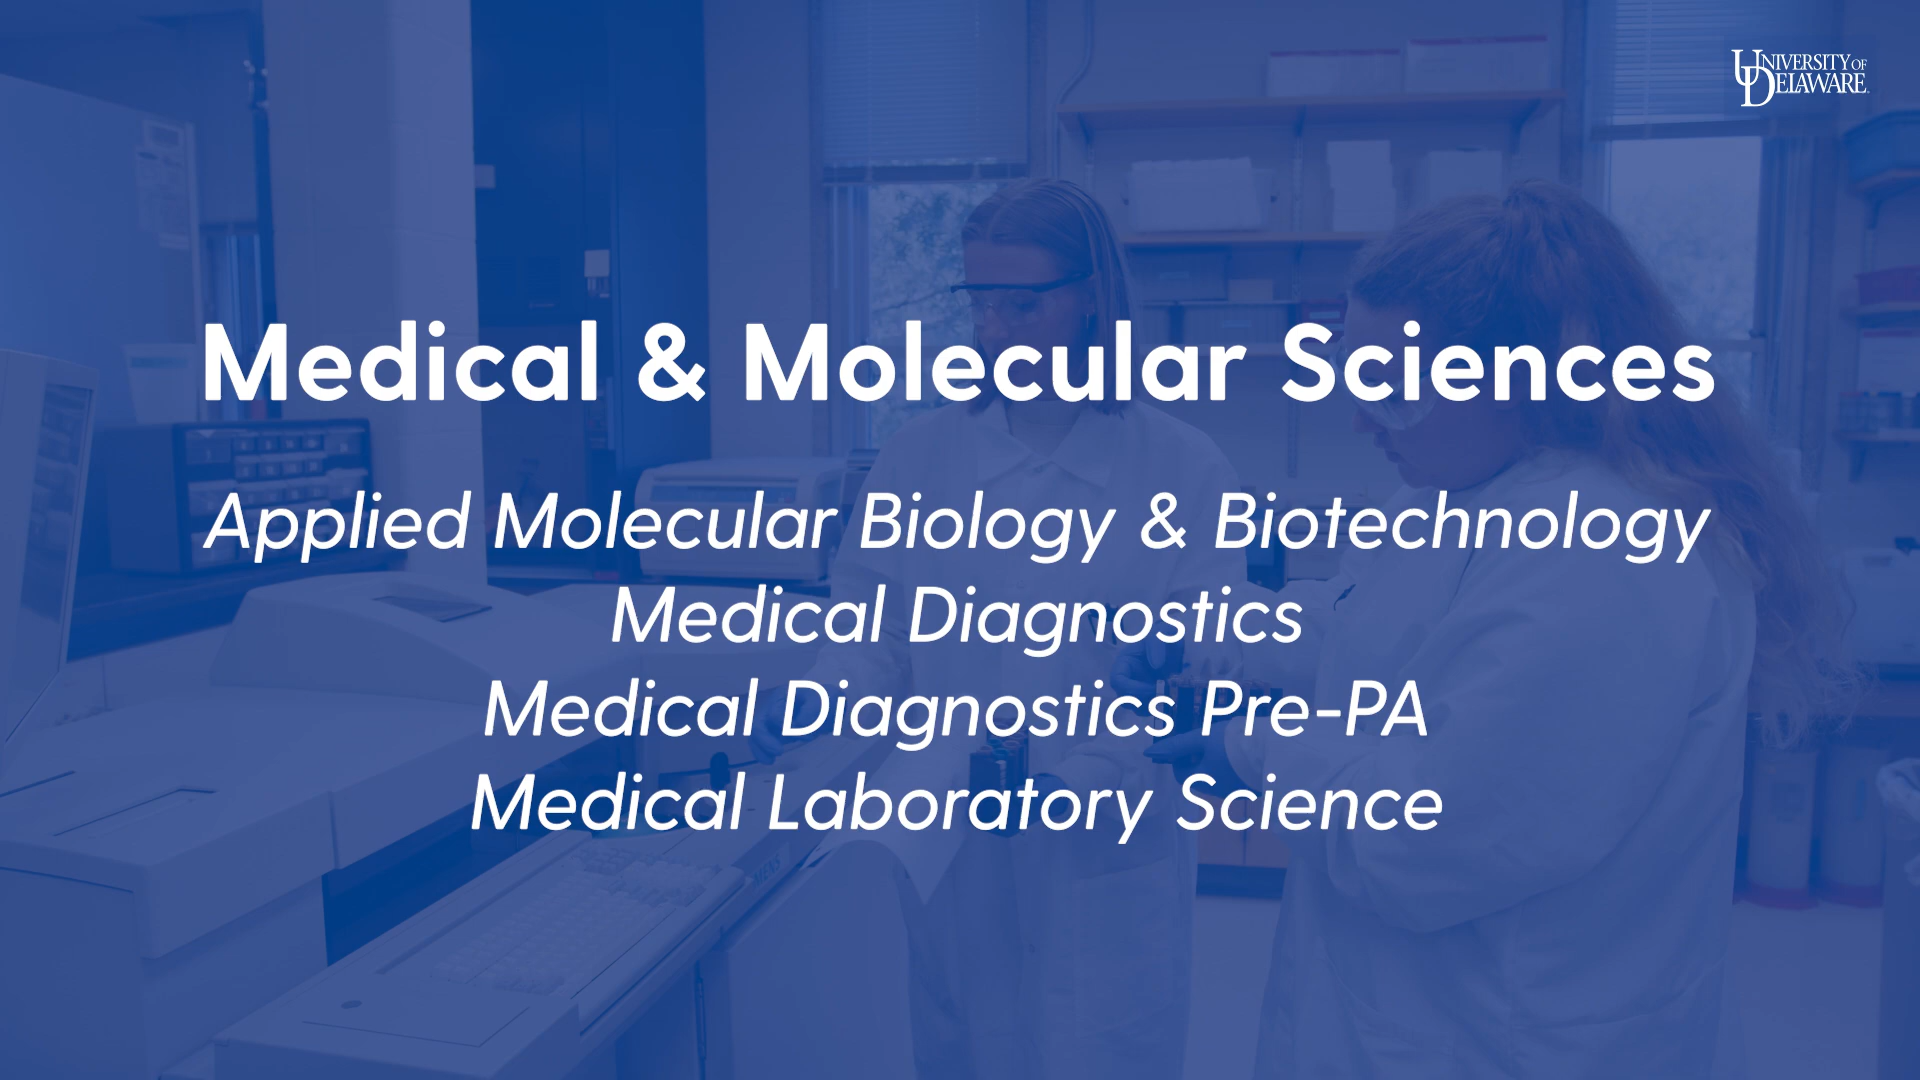 UNIVERSITY OF
DELAWARE
Medical & Molecular Sciences
Applied Molecular Biology & Biotechnology
Medical Diagnostics
Medical Diagnostics Pre-PA
Medical Laboratory Science